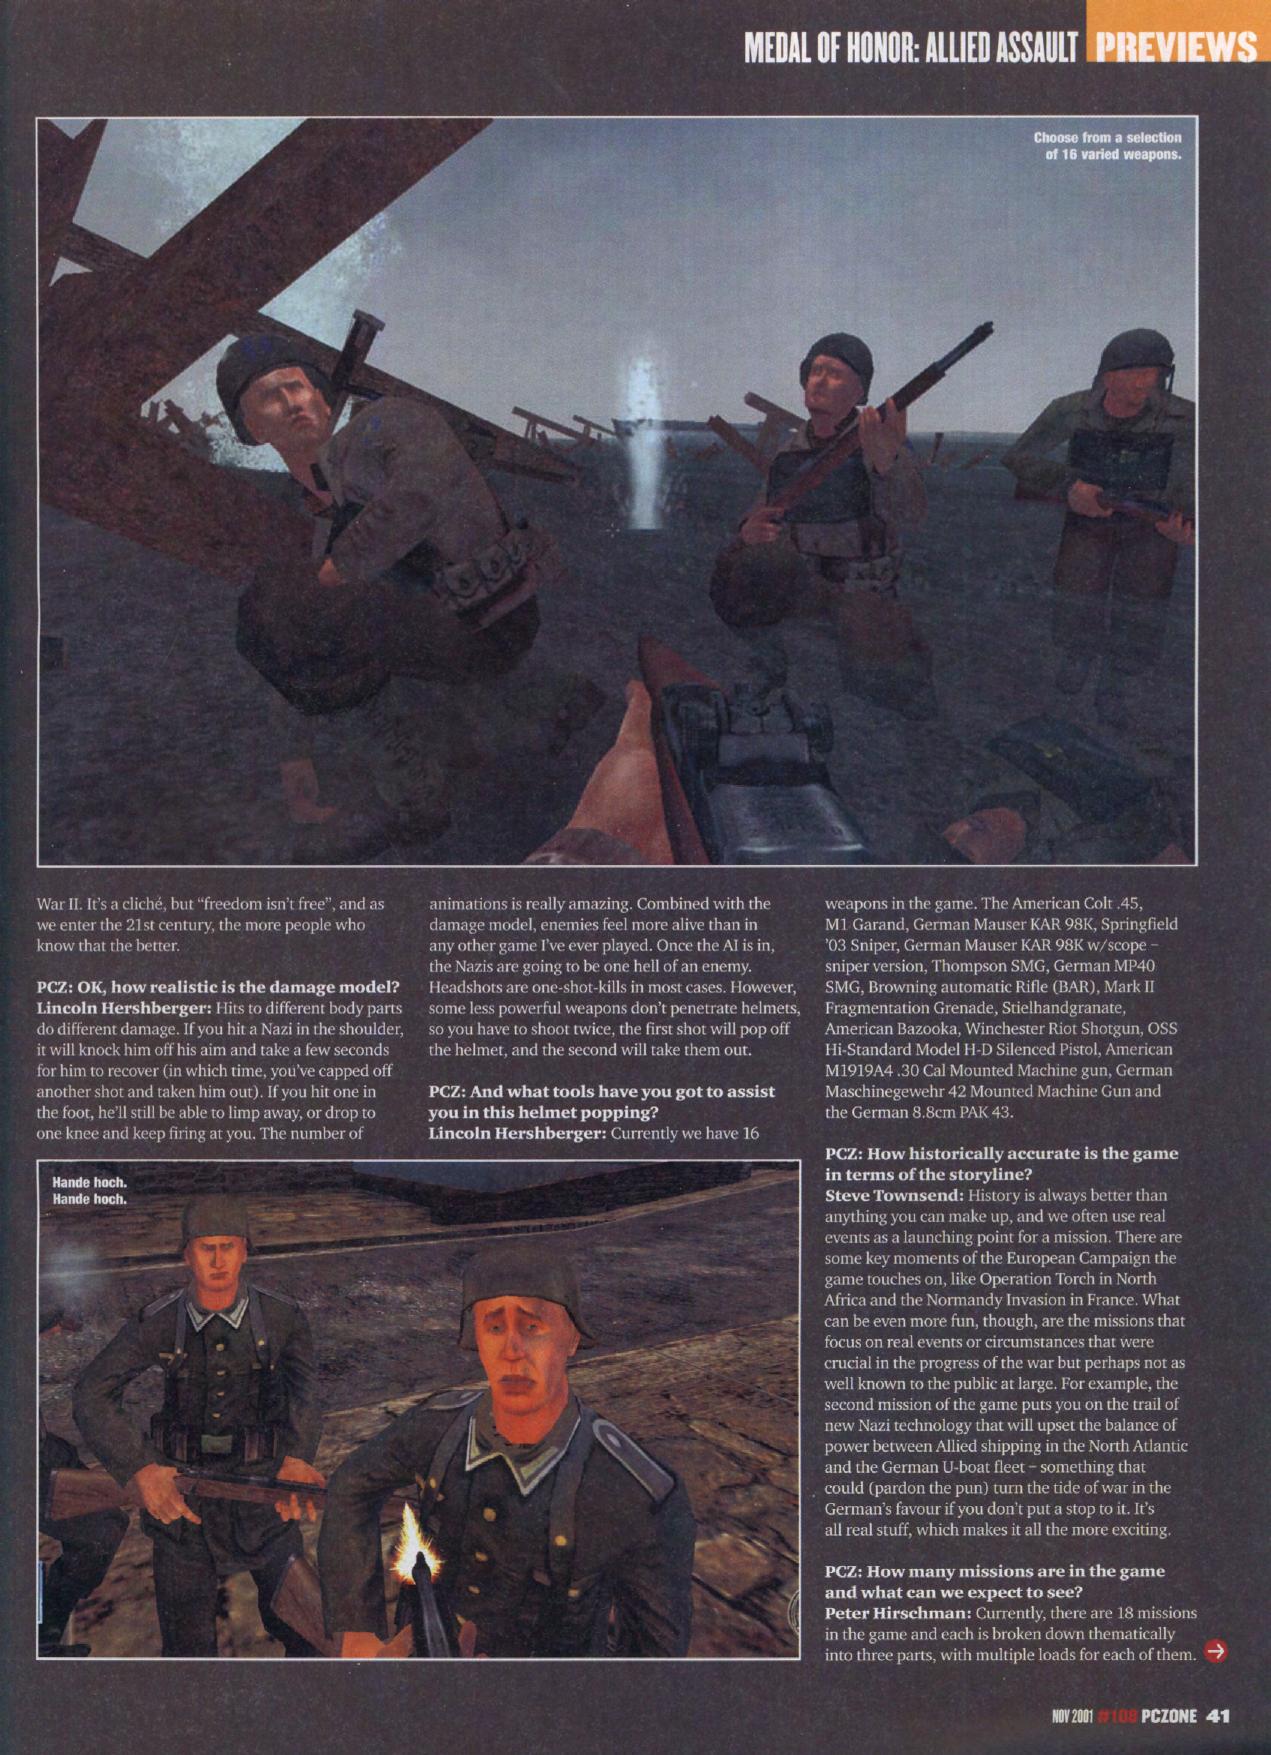 MEDAL OF HONOR: ALLIED ASSAULT PREVIEWS
Choose from a selection
of 16 varied weapons.
War II. It's a cliché, but “freedom isn't free”, and as
we enter the 21st century, the more people who
know that the better.
PCZ: OK, how realistic is the damage model?
Lincoln Hershberger: Hits to different body parts
do different damage. If you hit a Nazi in the shoulder,
it will knock him off his aim and take a few seconds
for him to recover (in which time, you've capped off
another shot and taken him out). If you hit one in
the foot, he'll still be able to limp away, or drop to
one knee and keep firing at you. The number of
animations is really amazing. Combined with the
damage model, enemies feel more alive than in
any other game I've ever played. Once the AI is in,
the Nazis are going to be one hell of an enemy.
Headshots are one-shot-kills in most cases. However,
some less powerful weapons don't penetrate helmets,
so you have to shoot twice, the first shot will pop off
the helmet, and the second will take them out.
PCZ: And what tools have you got to assist
you in this helmet popping?
Lincoln Hershberger: Currently we have 16
weapons in the game. The American Colt .45,
M1 Garand, German Mauser KAR 98K, Springfield
'03 Sniper, German Mauser KAR 98K w/scope –
sniper version, Thompson SMG, German MP40
SMG, Browning automatic Rifle (BAR), Mark II
Fragmentation Grenade, Stielhandgranate,
American Bazooka, Winchester Riot Shotgun, OSS
Hi-Standard Model H-D Silenced Pistol, American
M1919A4 .30 Cal Mounted Machine gun, German
Maschinegewehr 42 Mounted Machine Gun and
the German 8.8cm PAK 43.
PCZ: How historically accurate is the game
in terms of the storyline?
Steve Townsend: History is always better than
anything you can make up, and we often use real
events as a launching point for a mission. There are
some key moments of the European Campaign the
game touches on, like Operation Torch in North
Africa and the Normandy Invasion in France. What
can be even more fun, though, are the missions that
focus on real events or circumstances that were
crucial in the progress of the war but perhaps not as
well known to the public at large. For example, the
second mission of the game puts you on the trail of
new Nazi technology that will upset the balance of
power between Allied shipping in the North Atlantic
and the German U-boat fleet – something that
could (pardon the pun) turn the tide of war in the
German's favour if you don't put a stop to it. It's
all real stuff, which makes it all the more exciting.
PCZ: How many missions are in the game
and what can we expect to see?
Peter Hirschman: Currently, there are 18 missions
in the game and each is broken down thematically
into three parts, with multiple loads for each of them.
Hande hoch.
Hande hoch.
NOV 2001 #108 PCZONE 41